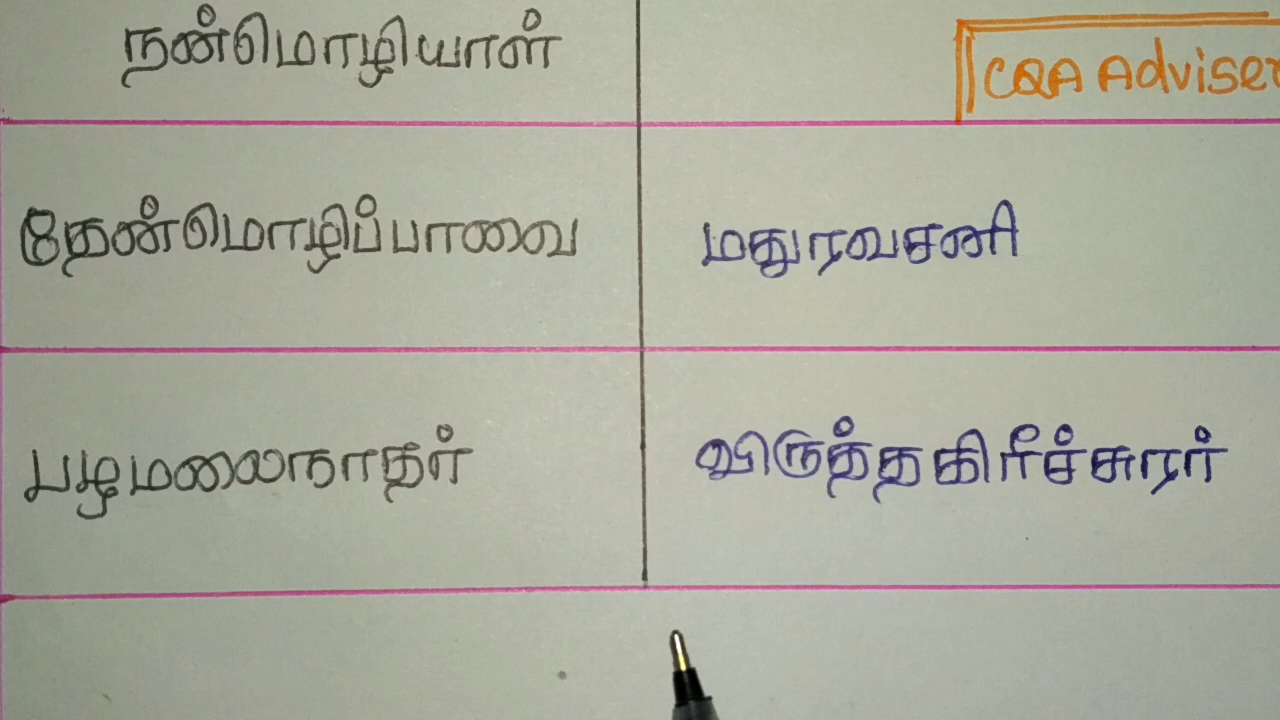 நன்மொழியாள்
CQA Adviser
தேன்மொழிப்பாவை
மதுரவசனி
பழமலைநாதர்
விருத்தகிரீச்சுரர்